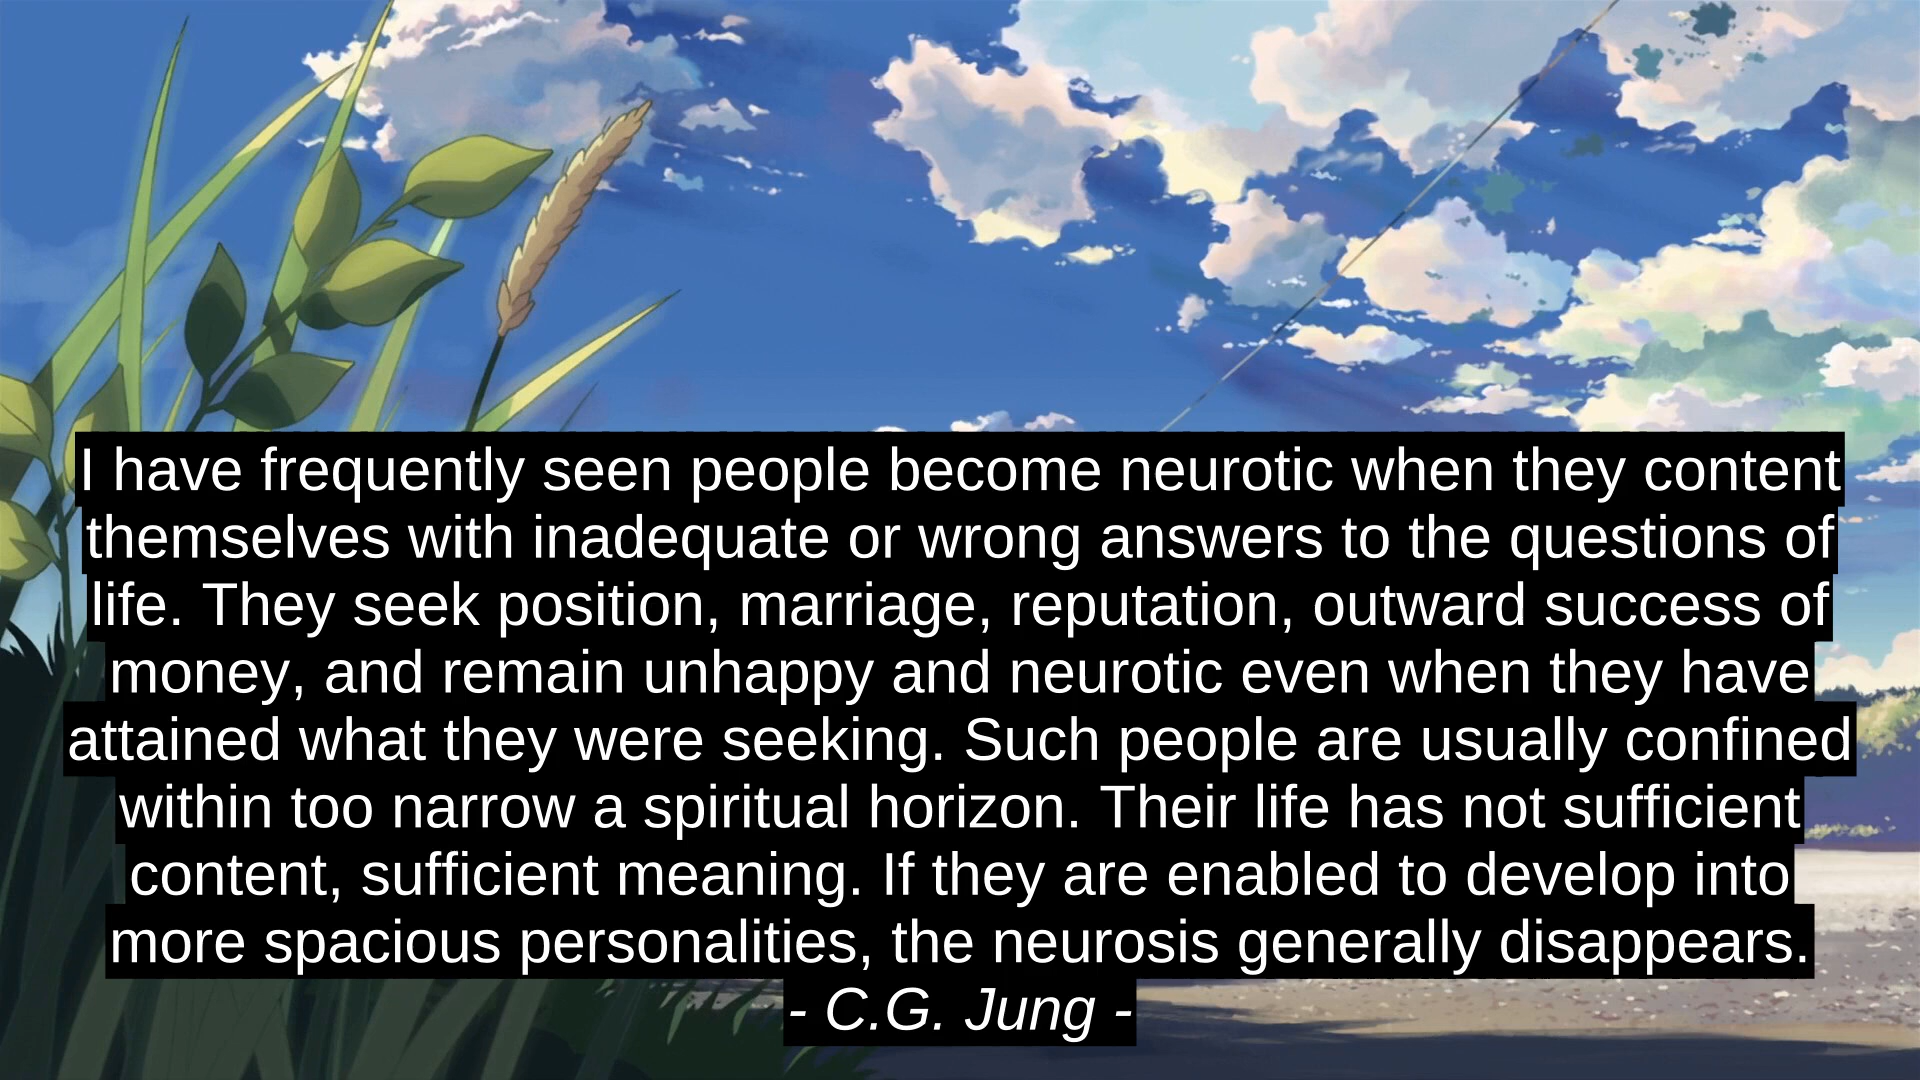 I have frequently seen people become neurotic when they content
themselves with inadequate or wrong answers to the questions of
life. They seek position, marriage, reputation, outward success of
money, and remain unhappy and neurotic even when they have
attained what they were seeking. Such people are usually confined
within too narrow a spiritual horizon. Their life has not sufficient
content, sufficient meaning. If they are enabled to develop into
more spacious personalities, the neurosis generally disappears.
- C.G. Jung -